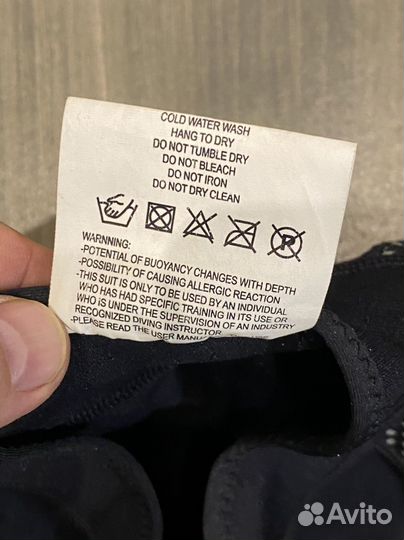 COLD WATER WASH
HANG TO DRY
DO NOT TUMBLE DRY
DO NOT BLEACH
DO NOT IRON
DO NOT DRY CLEAN
P
WARNING:
-POTENTIAL OF BUOYANCY CHANGES WITH DEPTH
-POSSIBILITY OF CAUSING ALLERGIC REACTION
-THIS SUIT IS ONLY TO BE USED BY AN INDIVIDUAL
WHO HAS HAD SPECIFIC TRAINING IN ITS USE OR
WHO IS UNDER THE SUPERVISION OF AN
RECOGNIZED DIVING INSTRUCTOR.
-PLEASE READ THE USER
Avito